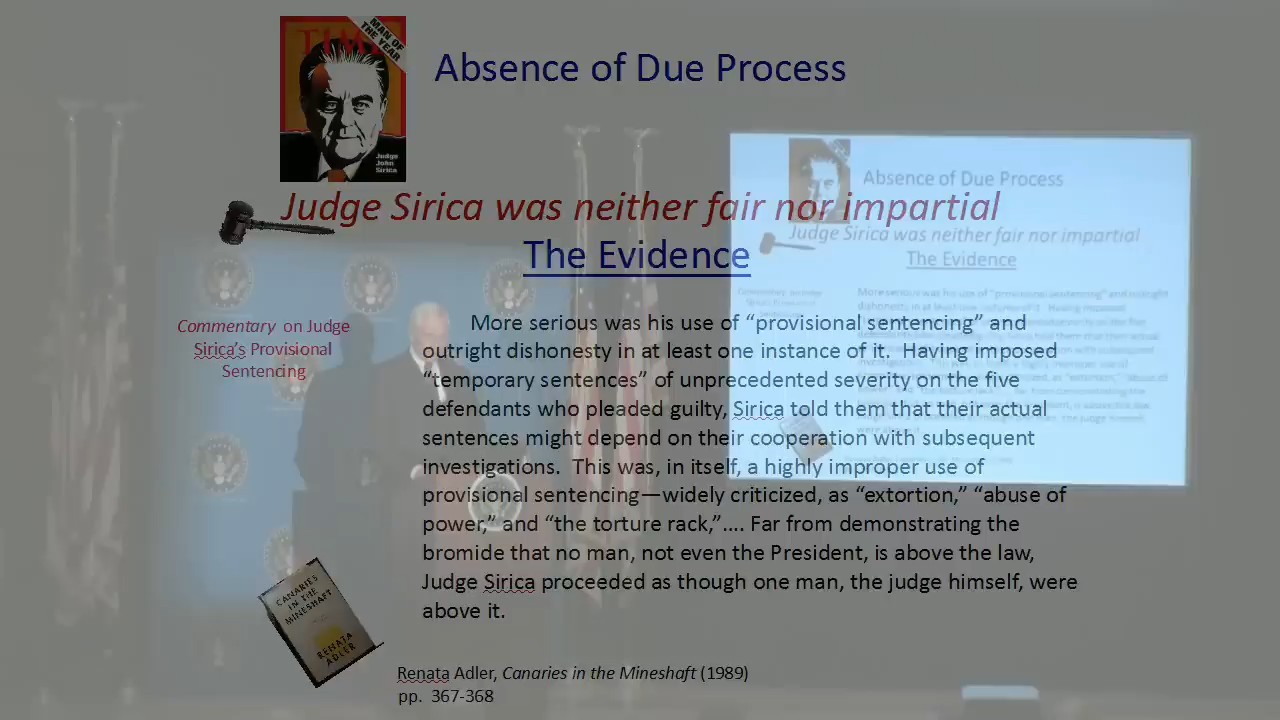 TIME
MAN OF
THE YEAR
Judge
John
Sirica
Absence of Due Process
Judge Sirica was neither fair nor impartial
The Evidence
Commentary on Judge
Sirica's Provisional
Sentencing
More serious was his use of “provisional sentencing” and
outright dishonesty in at least one instance of it. Having imposed
“temporary sentences” of unprecedented severity on the five
defendants who pleaded guilty, Sirica told them that their actual
sentences might depend on their cooperation with subsequent
investigations. This was, in itself, a highly improper use of
provisional sentencing—widely criticized, as “extortion,” “abuse of
power,” and “the torture rack,”.... Far from demonstrating the
bromide that no man, not even the President, is above the law,
Judge Sirica proceeded as though one man, the judge himself, were
above it.
CANARIES
IN THE
MINESHAFT
RENATA
ADLER
Renata Adler, Canaries in the Mineshaft (1989)
pp. 367-368
Absence of Due Process
Judge Sirica was neither fair nor impartial
The Evidence